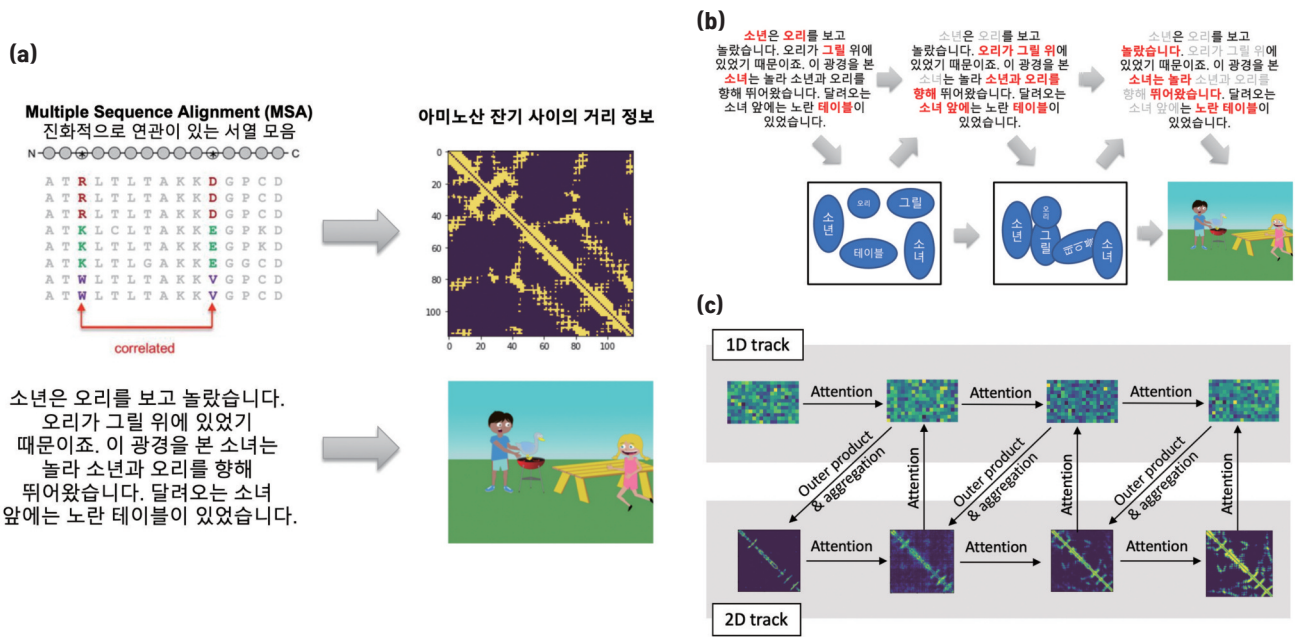 (a)
Multiple Sequence Alignment (MSA)
진화적으로 연관이 있는 서열 모음
N
*
*
C
A T R L T L T A K K D G P C D
A T R L T L T A K K D G P C D
A T R L T L T A K K D G P C D
A T K L C L T A K K E G P K D
A T K L T L T A K K E G P K D
A T K L T L T A K K E G G C D
A T W L T L T A K K V G P C D
A T W L T L G A K K V G P C D
correlated
아미노산 잔기 사이의 거리 정보
0
20
40
60
80
100
0 20 40 60 80 100
소년은 오리를 보고 놀랐습니다.
오리가 그릴 위에 있었기
때문이죠. 이 광경을 본 소녀는
놀라 소년과 오리를 향해
뛰어왔습니다. 달려오는 소녀
앞에는 노란 테이블이 있었습니다.
(b)
소년은 오리를 보고
놀랐습니다. 오리가 그릴 위에
있었기 때문이죠. 이 광경을 본
소녀는 놀라 소년과 오리를
향해 뛰어왔습니다. 달려오는
소녀 앞에는 노란 테이블이
있었습니다.
소년은 오리를 보고
놀랐습니다. 오리가 그릴 위에
있었기 때문이죠. 이 광경을 본
소녀는 놀라 소년과 오리를
향해 뛰어왔습니다. 달려오는
소녀 앞에는 노란 테이블이
있었습니다.
소년은 오리를 보고
놀랐습니다. 오리가 그릴 위에
있었기 때문이죠. 이 광경을 본
소녀는 놀라 소년과 오리를
향해 뛰어왔습니다. 달려오는
소녀 앞에는 노란 테이블이
있었습니다.
소년
오리
그릴
테이블
소녀
소년
오리
그릴
테이블
소녀
(c)
1D track
Attention
Attention
Attention
Outer product
& aggregation
Attention
Outer product
& aggregation
Attention
Outer product
& aggregation
Attention
Attention
Attention
Attention
2D track